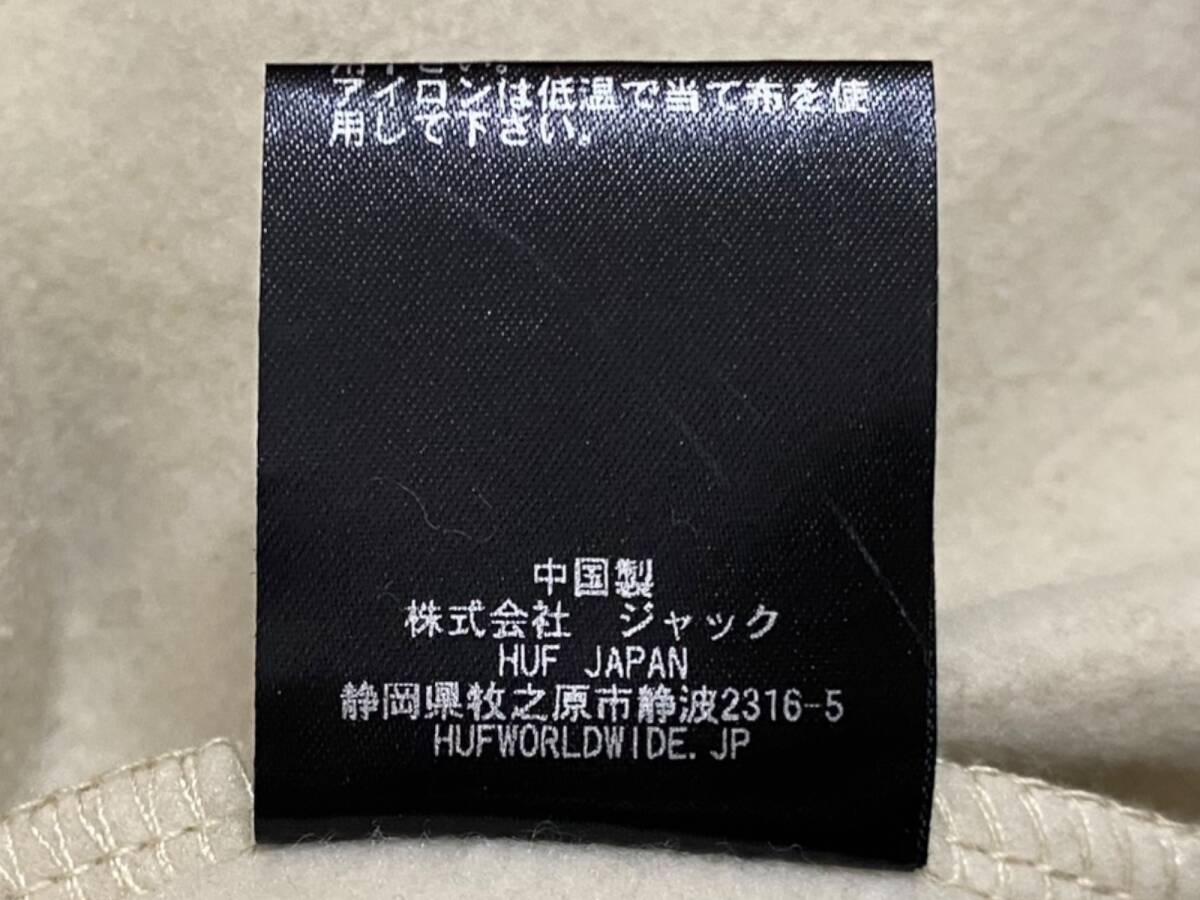 アイロンは低温で当て布を使
用して下さい。
中国製
株式会社　ジャック
HUF JAPAN
静岡県牧之原市静波2316-5
HUFWORLDWIDE.JP